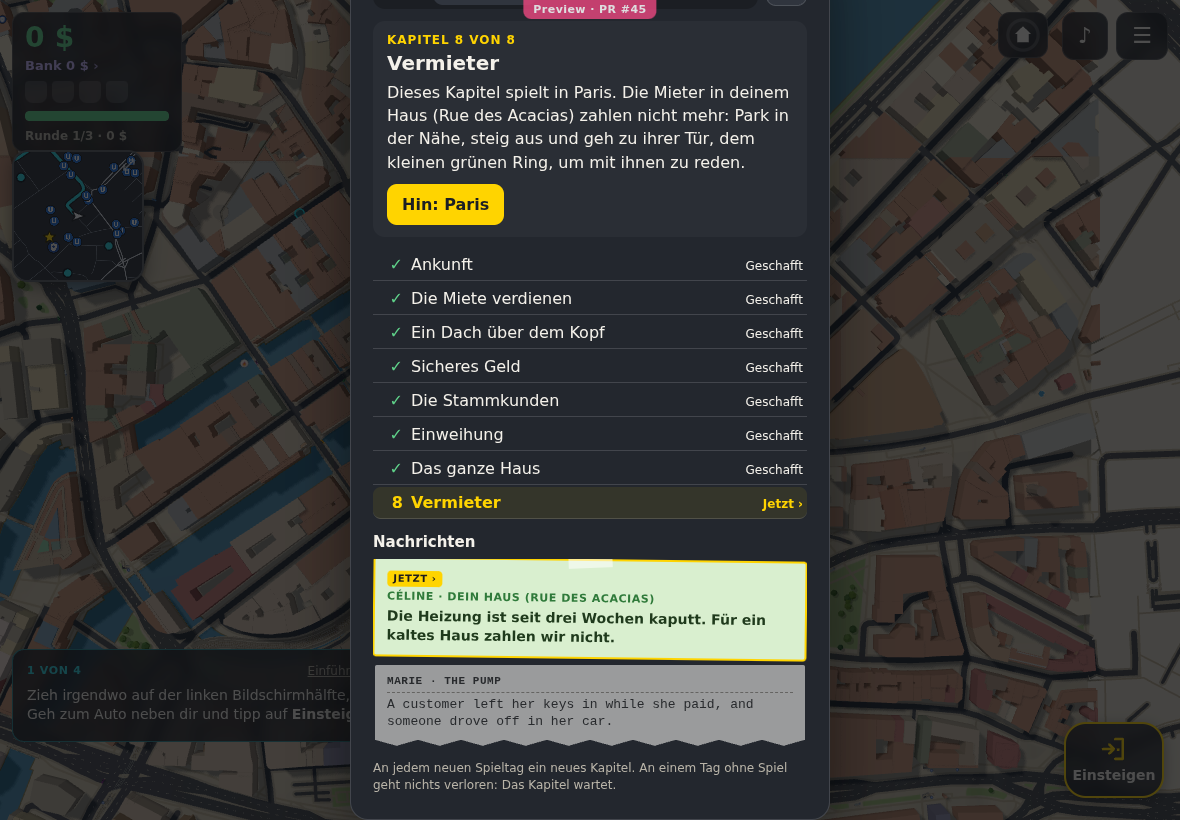 Preview · PR #45
0 $
Bank 0 $ ›
Runde 1/3 · 0 $
KAPITEL 8 VON 8
Vermieter
Dieses Kapitel spielt in Paris. Die Mieter in deinem
Haus (Rue des Acacias) zahlen nicht mehr: Park in
der Nähe, steig aus und geh zu ihrer Tür, dem
kleinen grünen Ring, um mit ihnen zu reden.
Hin: Paris
✓ Ankunft Geschafft
✓ Die Miete verdienen Geschafft
✓ Ein Dach über dem Kopf Geschafft
✓ Sicheres Geld Geschafft
✓ Die Stammkunden Geschafft
✓ Einweihung Geschafft
✓ Das ganze Haus Geschafft
8 Vermieter Jetzt ›
Nachrichten
JETZT ›
CÉLINE · DEIN HAUS (RUE DES ACACIAS)
Die Heizung ist seit drei Wochen kaputt. Für ein
kaltes Haus zahlen wir nicht.
MARIE · THE PUMP
A customer left her keys in while she paid, and
someone drove off in her car.
An jedem neuen Spieltag ein neues Kapitel. An einem Tag ohne Spiel
geht nichts verloren: Das Kapitel wartet.
1 VON 4
Zieh irgendwo auf der linken Bildschirmhälfte,
Geh zum Auto neben dir und tipp auf
Einsteigen